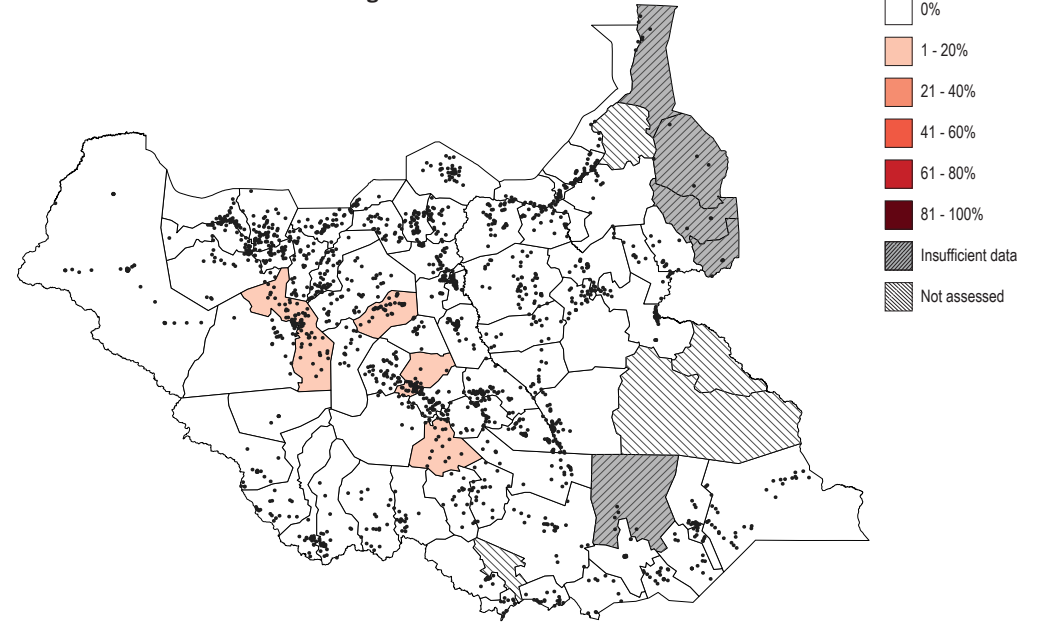 0%
1 - 20%
21 - 40%
41 - 60%
61 - 80%
81 - 100%
Insufficient data
Not assessed